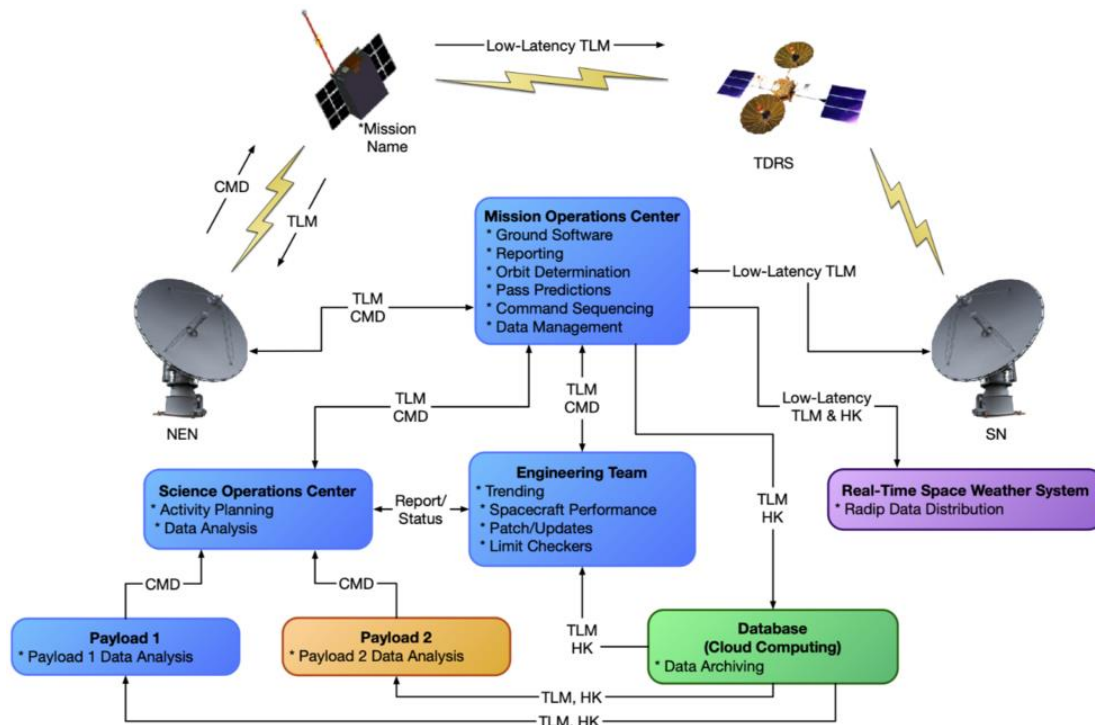 Low-Latency TLM
*Mission
Name
TDRS
CMD
TLM
Mission Operations Center
* Ground Software
* Reporting
* Orbit Determination
* Pass Predictions
* Command Sequencing
* Data Management
Low-Latency TLM
TLM
CMD
NEN
SN
TLM
CMD
TLM
CMD
Low-Latency
TLM & HK
Science Operations Center
* Activity Planning
* Data Analysis
Report/
Status
Engineering Team
* Trending
* Spacecraft Performance
* Patch/Updates
* Limit Checkers
TLM
HK
Real-Time Space Weather System
* Radip Data Distribution
CMD
CMD
Payload 1
* Payload 1 Data Analysis
Payload 2
* Payload 2 Data Analysis
TLM
HK
Database
(Cloud Computing)
* Data Archiving
TLM, HK
TLM, HK